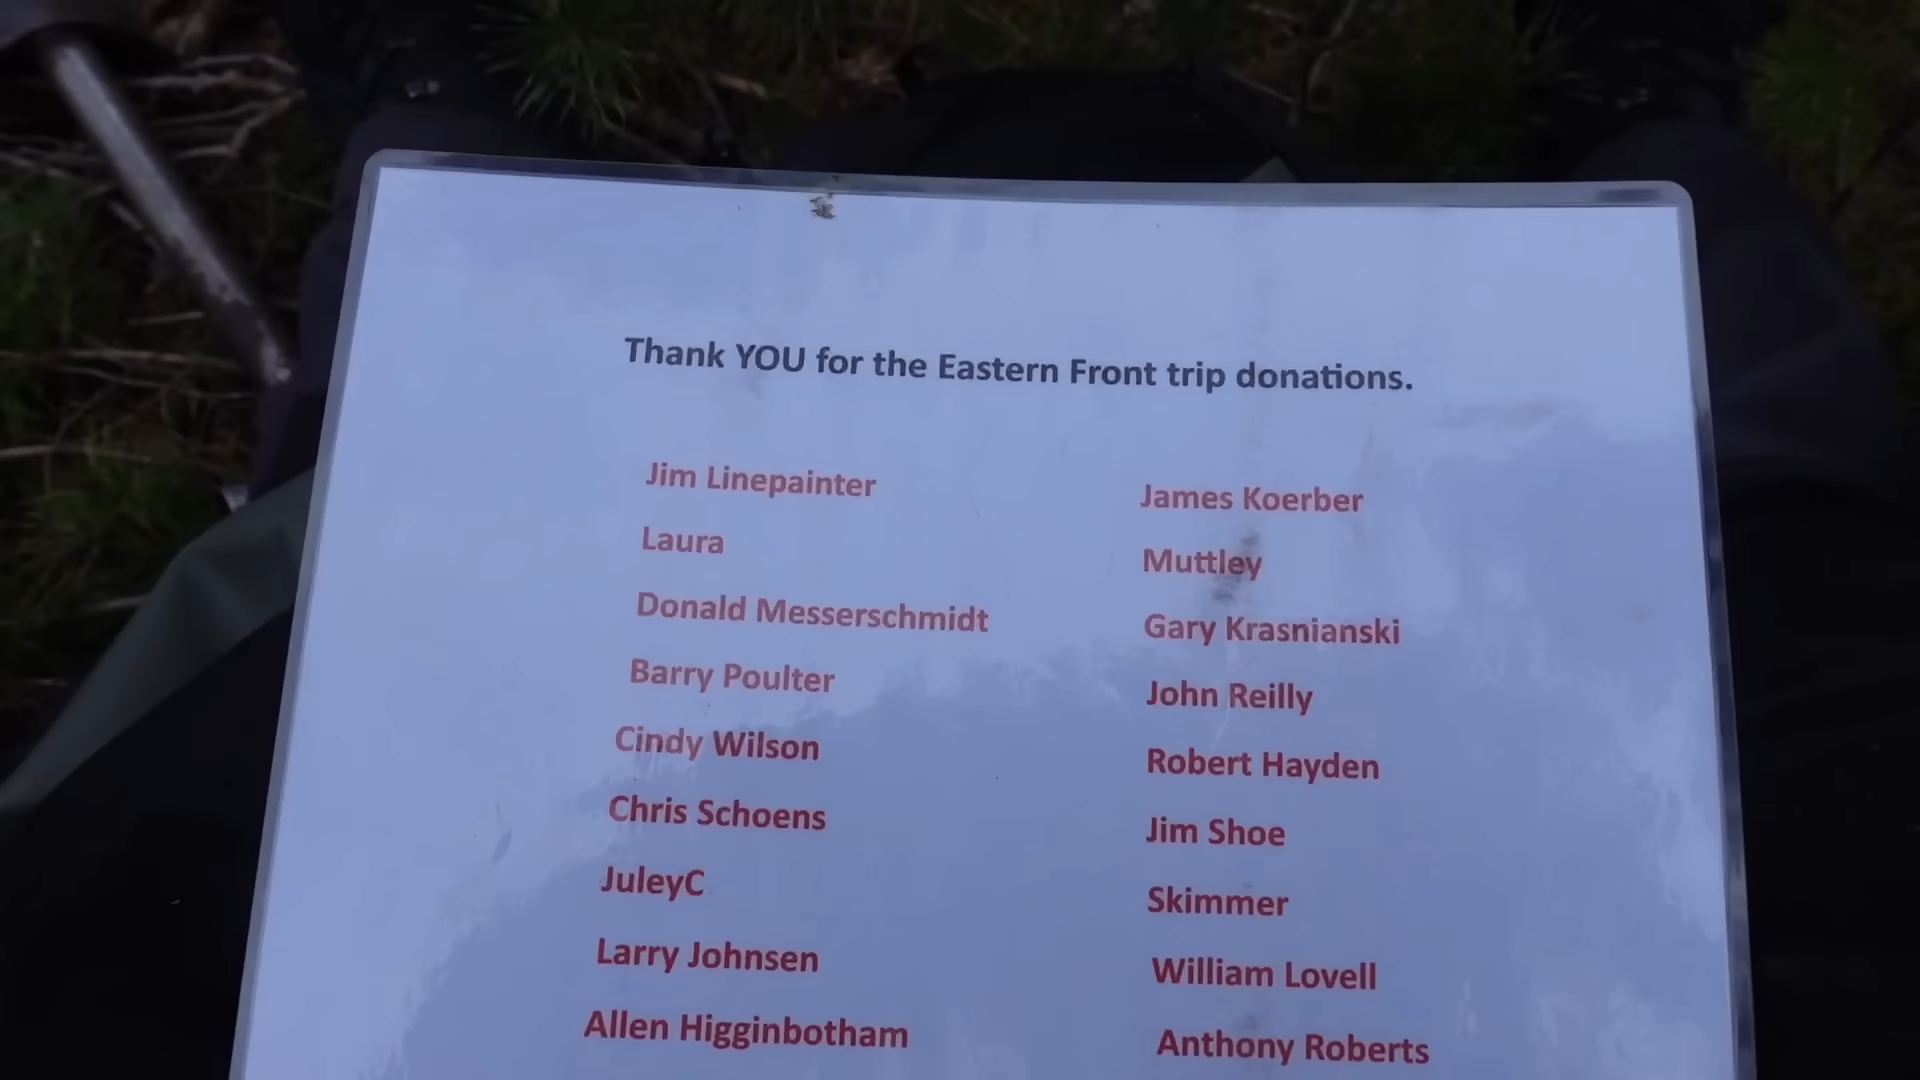 Thank YOU for the Eastern Front trip donations.
Jim Linepainter
Laura
Donald Messerschmidt
Barry Poulter
Cindy Wilson
Chris Schoens
JuleyC
Larry Johnsen
Allen Higginbotham
James Koerber
Muttley
Gary Krasnianski
John Reilly
Robert Hayden
Jim Shoe
Skimmer
William Lovell
Anthony Roberts